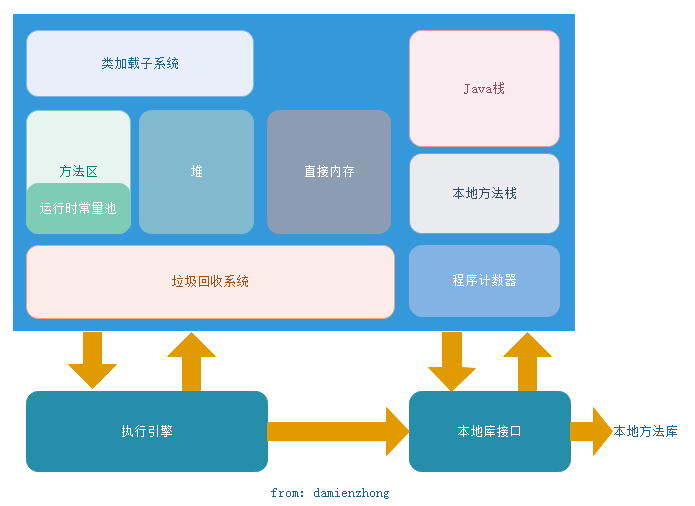 类加载子系统
Java栈
方法区
堆
直接内存
运行时常量池
本地方法栈
垃圾回收系统
程序计数器
执行引擎
本地库接口
本地方法库
from: damienzhong